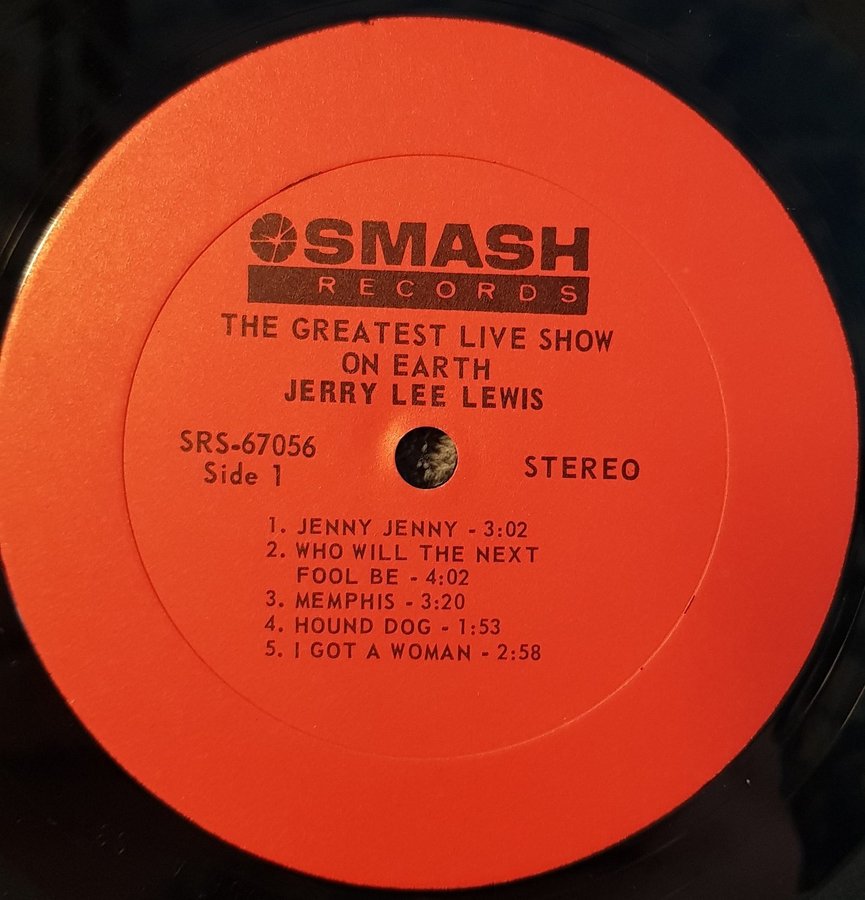 SMASH
RECORDS
THE GREATEST LIVE SHOW
ON EARTH
JERRY LEE LEWIS
SRS-67056
Side 1
STEREO
1. JENNY JENNY - 3:02
2. WHO WILL THE NEXT
FOOL BE - 4:02
3. MEMPHIS - 3:20
4. HOUND DOG - 1:53
5. I GOT A WOMAN - 2:58